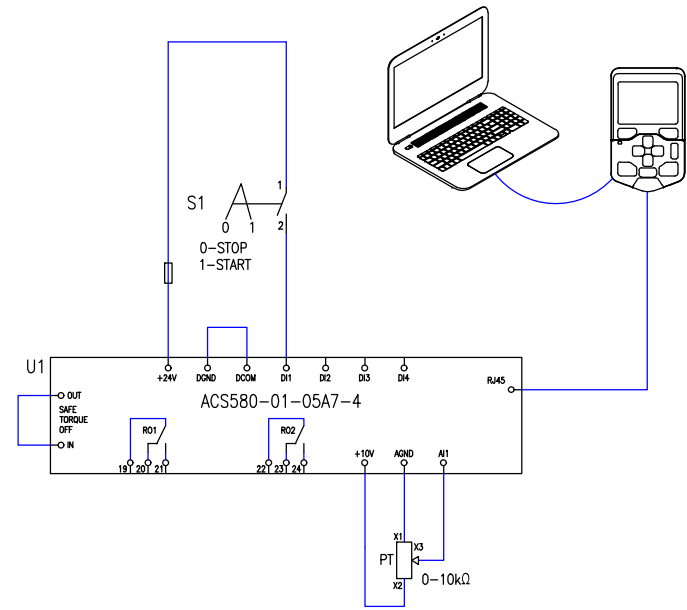 1
S1
2
0 1
0-STOP
1-START
U1
+24V DGND DCOM DI1 DI2 DI3 DI4
RJ45
OUT
ACS580-01-05A7-4
SAFE
TORQUE
OFF
RO1 RO2
IN
+10V AGND AI1
19 20 21 22 23 24
X1
X3
PT
X2
0-10kΩ